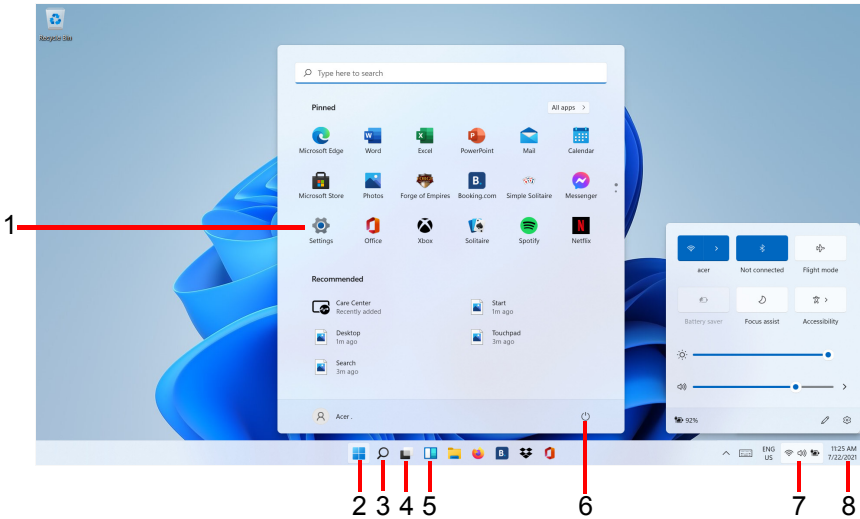 Recycle Bin
Type here to search
Pinned
All apps >
Microsoft Edge
Word
Excel
PowerPoint
Mail
Calendar
Microsoft Store
Photos
Forge of Empires
Booking.com
Simple Solitaire
Messenger
1
Settings
Office
Xbox
Solitaire
Spotify
Netflix
Recommended
Care Center
Recently added
Start
1m ago
Desktop
1m ago
Touchpad
3m ago
Search
3m ago
Acer .
acer
Not connected
Flight mode
Battery saver
Focus assist
Accessibility
92%
ENG
US
11:25 AM
7/22/2021
2 3 4 5 6 7 8